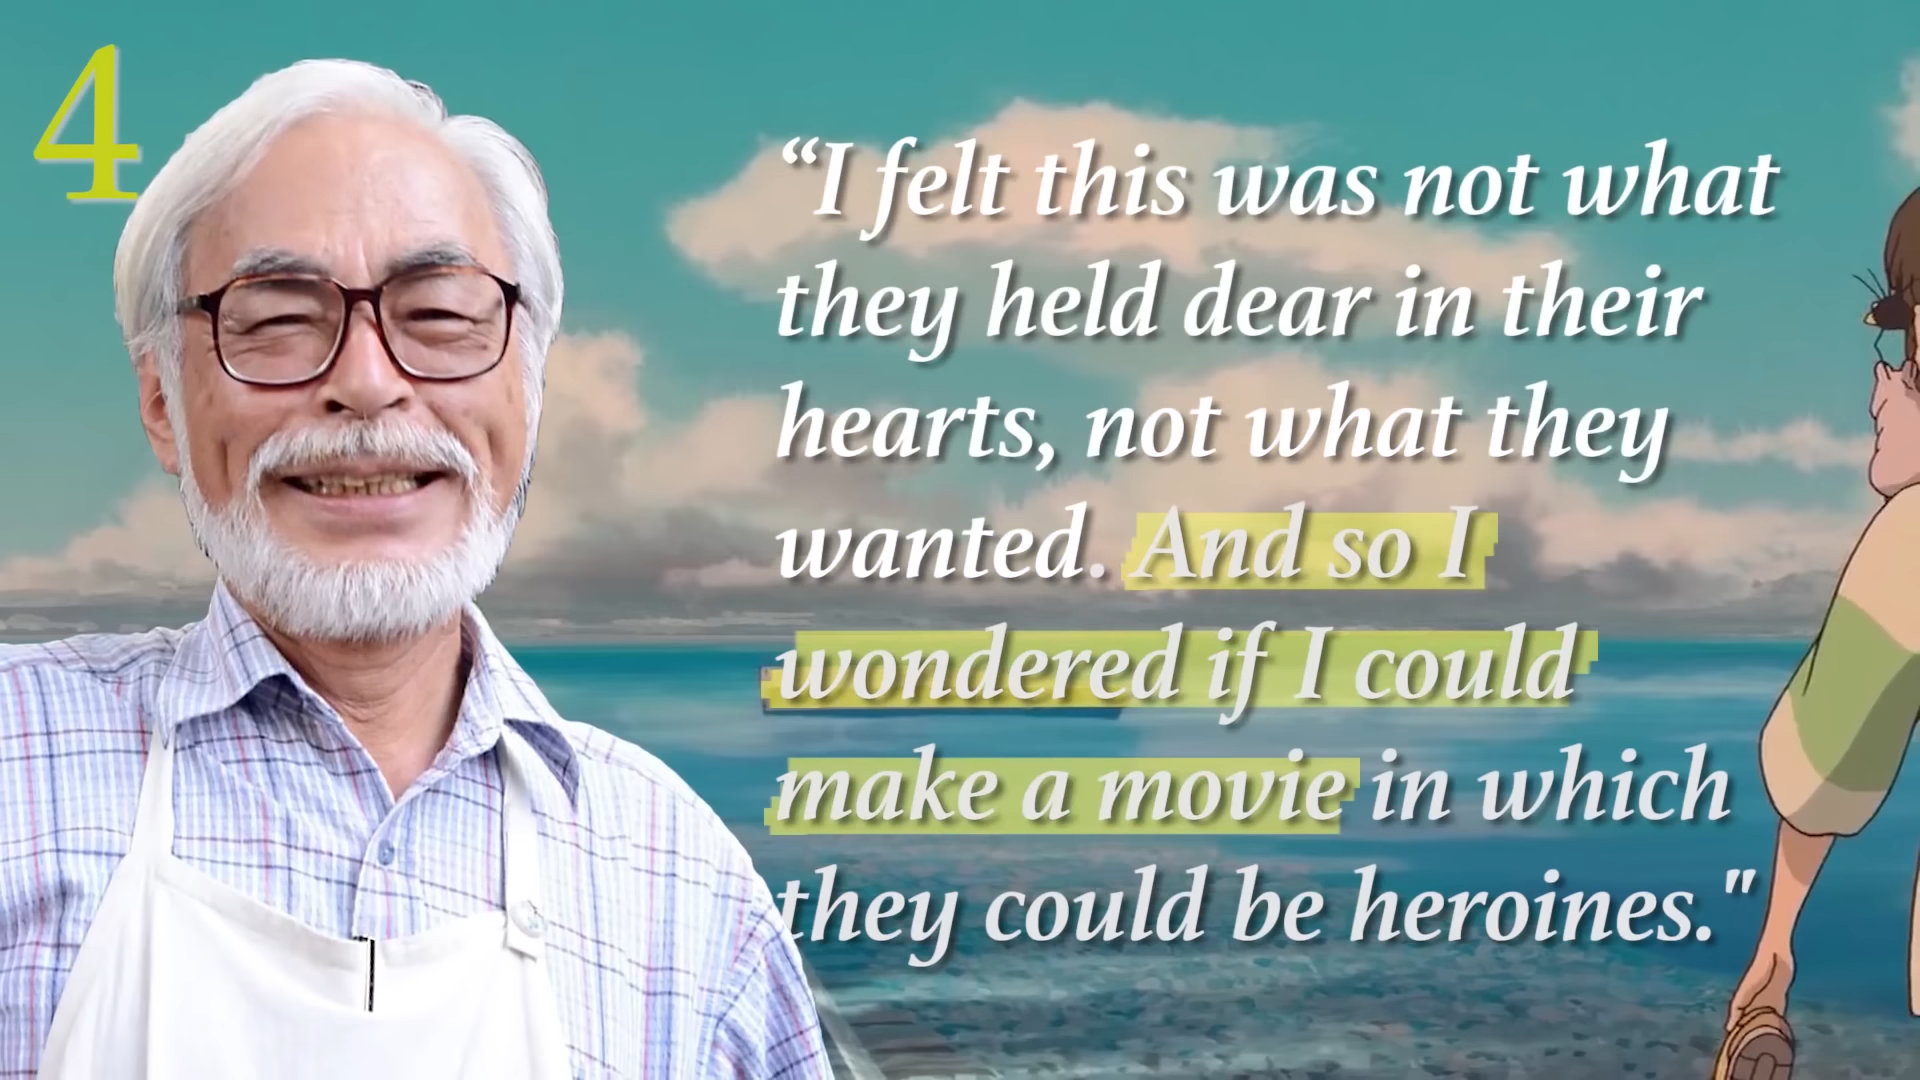 4
“I felt this was not what
they held dear in their
hearts, not what they
wanted. And so I
wondered if I could
make a movie in which
they could be heroines."